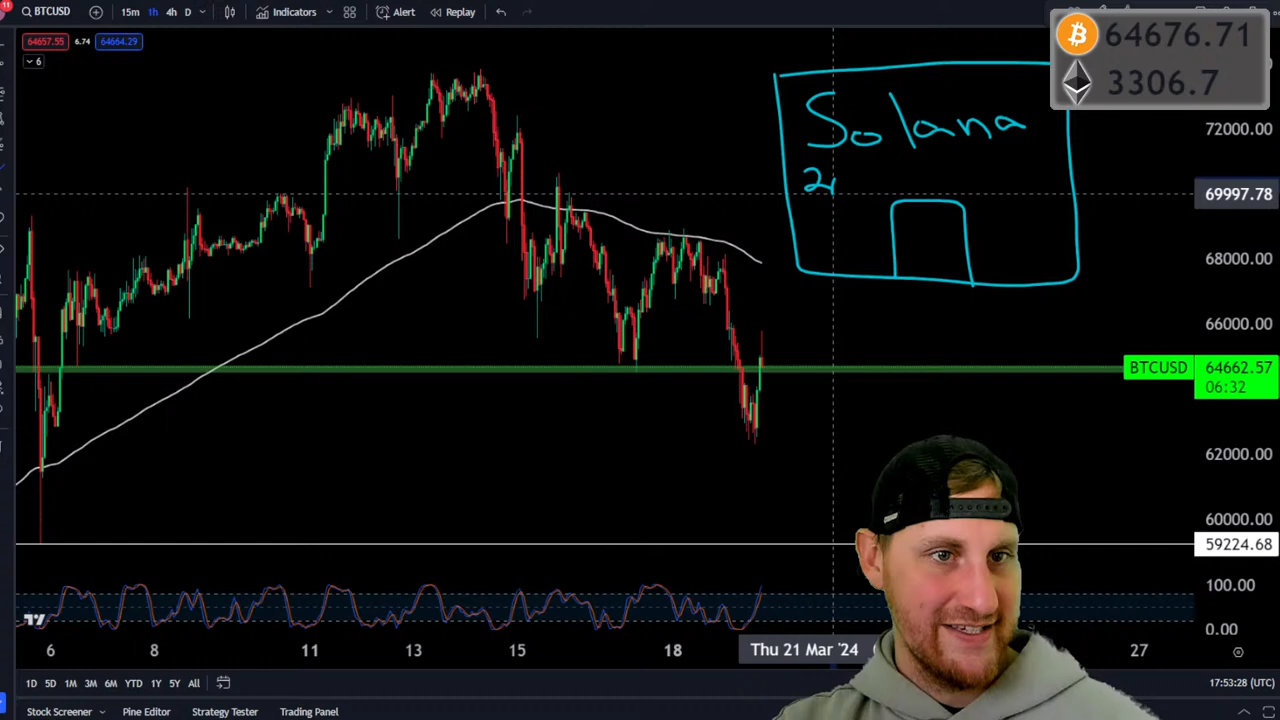 11
BTCUSD 15m 1h 4h D Indicators Alert Replay
64676.71
3306.7
64657.55 6.74 64664.29
6
Solana
72000.00
69997.78
68000.00
66000.00
BTCUSD 64662.57
06:32
62000.00
60000.00
59224.68
100.00
0.00
6 8 11 13 15 18 Thu 21 Mar '24 27
1D 5D 1M 3M 6M YTD 1Y 5Y All
17:53:28 (UTC)
Stock Screener Pine Editor Strategy Tester Trading Panel